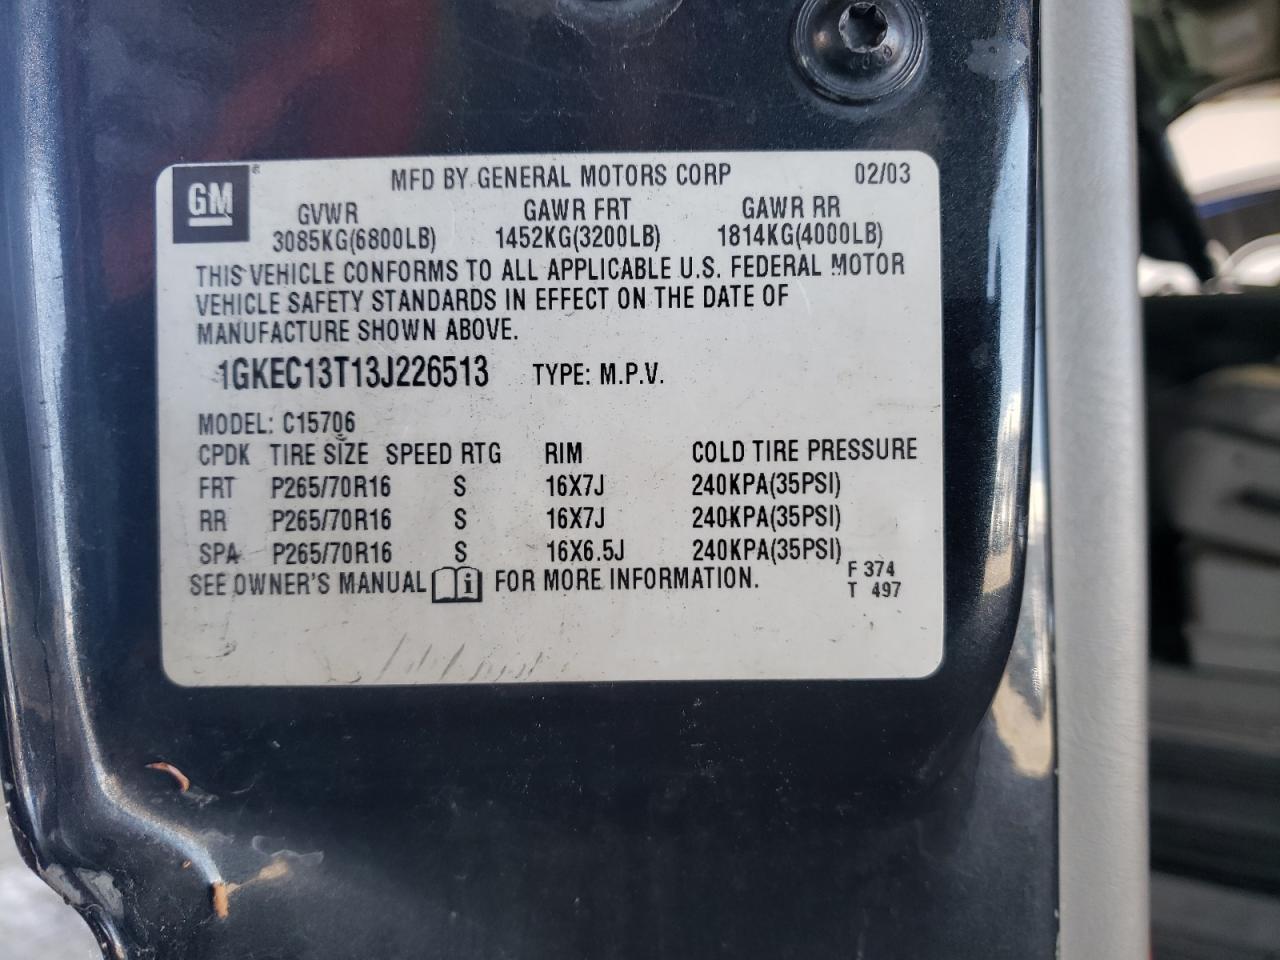 GM ® MFD BY GENERAL MOTORS CORP 02/03
GVWR GAWR FRT GAWR RR
3085KG(6800LB) 1452KG(3200LB) 1814KG(4000LB)
THIS VEHICLE CONFORMS TO ALL APPLICABLE U.S. FEDERAL MOTOR
VEHICLE SAFETY STANDARDS IN EFFECT ON THE DATE OF
MANUFACTURE SHOWN ABOVE.
1GKEC13T13J226513 TYPE: M.P.V.
MODEL: C15706
CPDK TIRE SIZE SPEED RTG RIM COLD TIRE PRESSURE
FRT P265/70R16 S 16X7J 240KPA(35PSI)
RR P265/70R16 S 16X7J 240KPA(35PSI)
SPA P265/70R16 S 16X6.5J 240KPA(35PSI)
SEE OWNER'S MANUAL i FOR MORE INFORMATION.
F 374
T 497